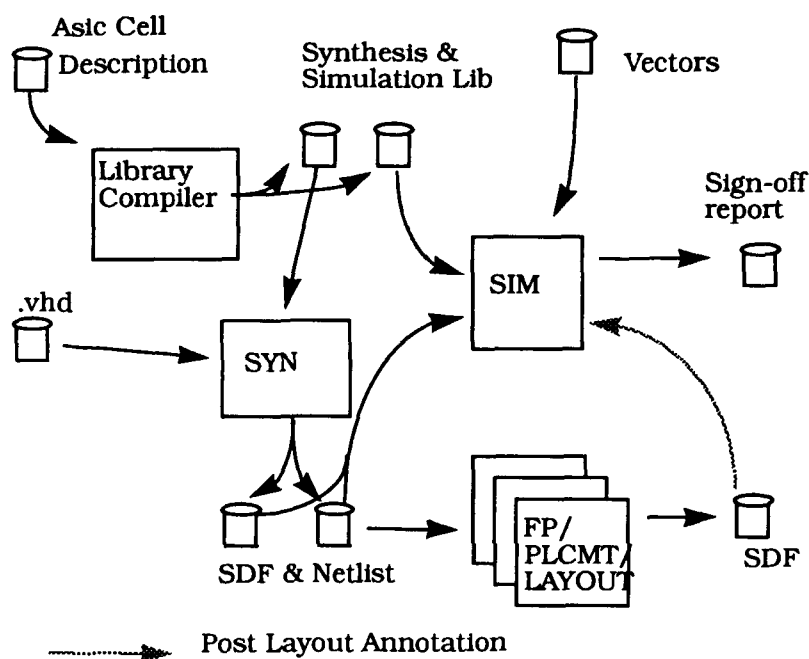 Asic Cell
Description
Synthesis &
Simulation Lib
Vectors
Library
Compiler
Sign-off
report
SIM
.vhd
SYN
FP/
PLCMT/
LAYOUT
SDF & Netlist
SDF
Post Layout Annotation